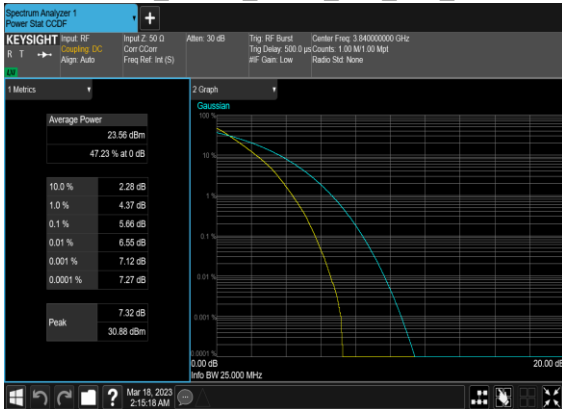 Spectrum Analyzer 1
Power Stat CCDF
+
KEYSIGHT
R T
LXI
Input: RF
Coupling: DC
Align: Auto
Input Z: 50 Ω
Corr CCorr
Freq Ref: Int (S)
Atten: 30 dB
Trig: RF Burst
Trig Delay: 500.0 µs
#IF Gain: Low
Center Freq: 3.840000000 GHz
Counts: 1.00 M/1.00 Mpt
Radio Std: None
1 Metrics
Average Power
23.56 dBm
47.23 % at 0 dB
10.0 % 2.28 dB
1.0 % 4.37 dB
0.1 % 5.66 dB
0.01 % 6.55 dB
0.001 % 7.12 dB
0.0001 % 7.27 dB
Peak
7.32 dB
30.88 dBm
2 Graph
Gaussian
100 %
10 %
1 %
0.1 %
0.01 %
0.001 %
0.0001 %
0.00 dB
20.00 dB
Info BW 25.000 MHz
?
Mar 18, 2023
2:15:18 AM